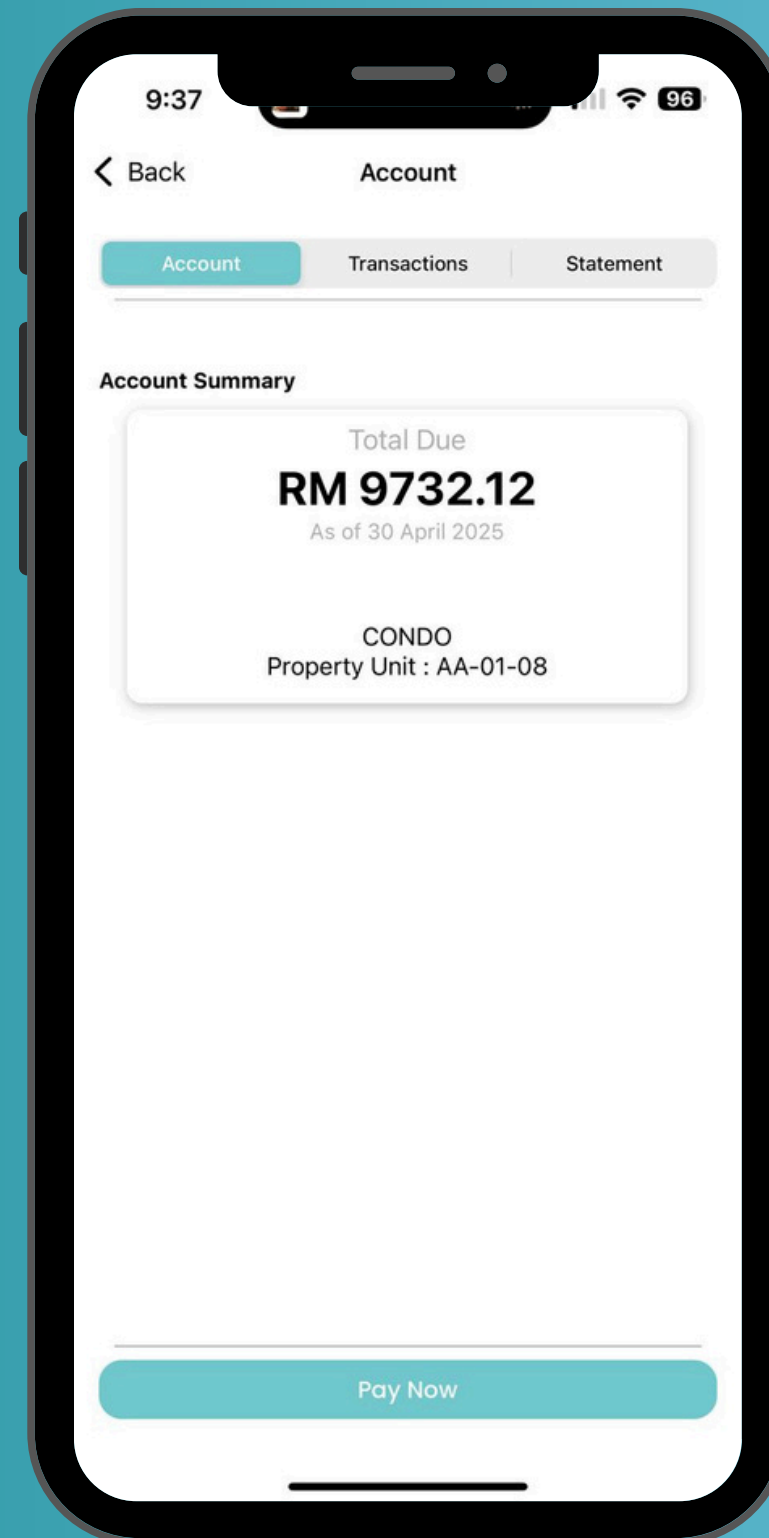 9:37
96
Back
Account
Account
Transactions
Statement
Account Summary
Total Due
RM 9732.12
As of 30 April 2025
CONDO
Property Unit : AA-01-08
Pay Now